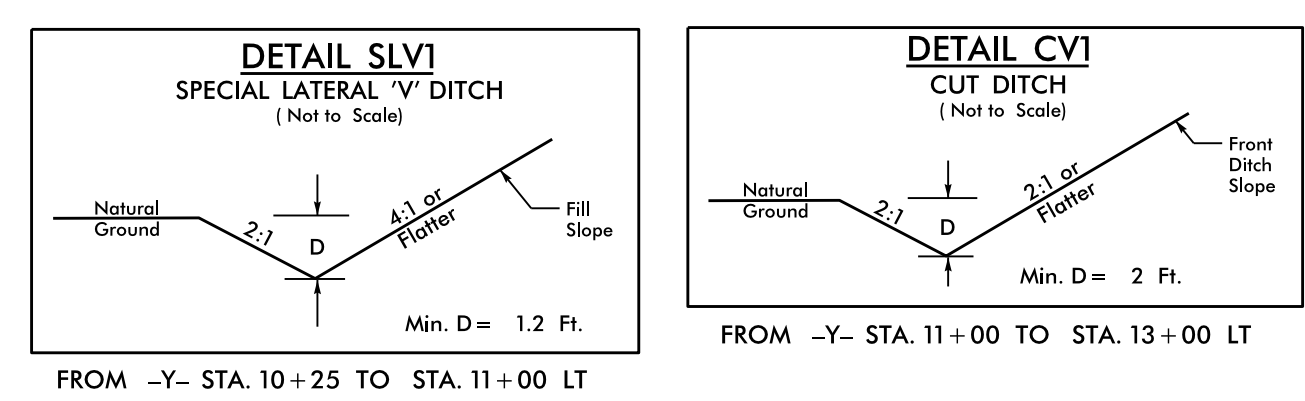 DETAIL SLV1
SPECIAL LATERAL 'V' DITCH
( Not to Scale)
Natural
Ground
2:1
D
4:1 or
Flatter
Fill
Slope
Min. D = 1.2 Ft.
FROM –Y– STA. 10+25 TO STA. 11+00 LT
DETAIL CV1
CUT DITCH
( Not to Scale)
Natural
Ground
2:1
D
2:1 or
Flatter
Front
Ditch
Slope
Min. D = 2 Ft.
FROM –Y– STA. 11+00 TO STA. 13+00 LT